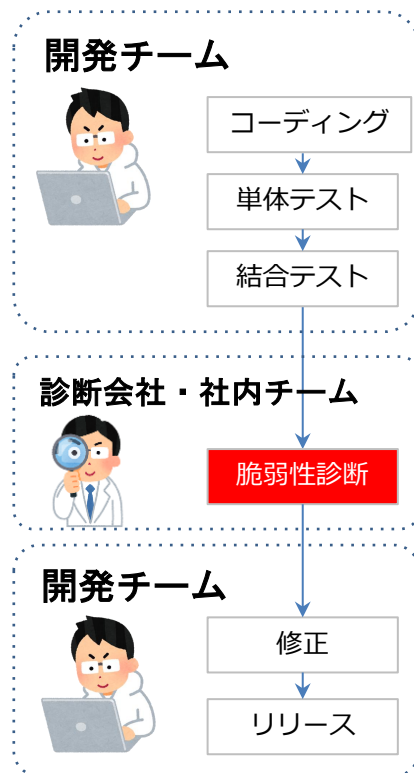 開発チーム
コーディング
単体テスト
結合テスト
診断会社・社内チーム
脆弱性診断
開発チーム
修正
リリース